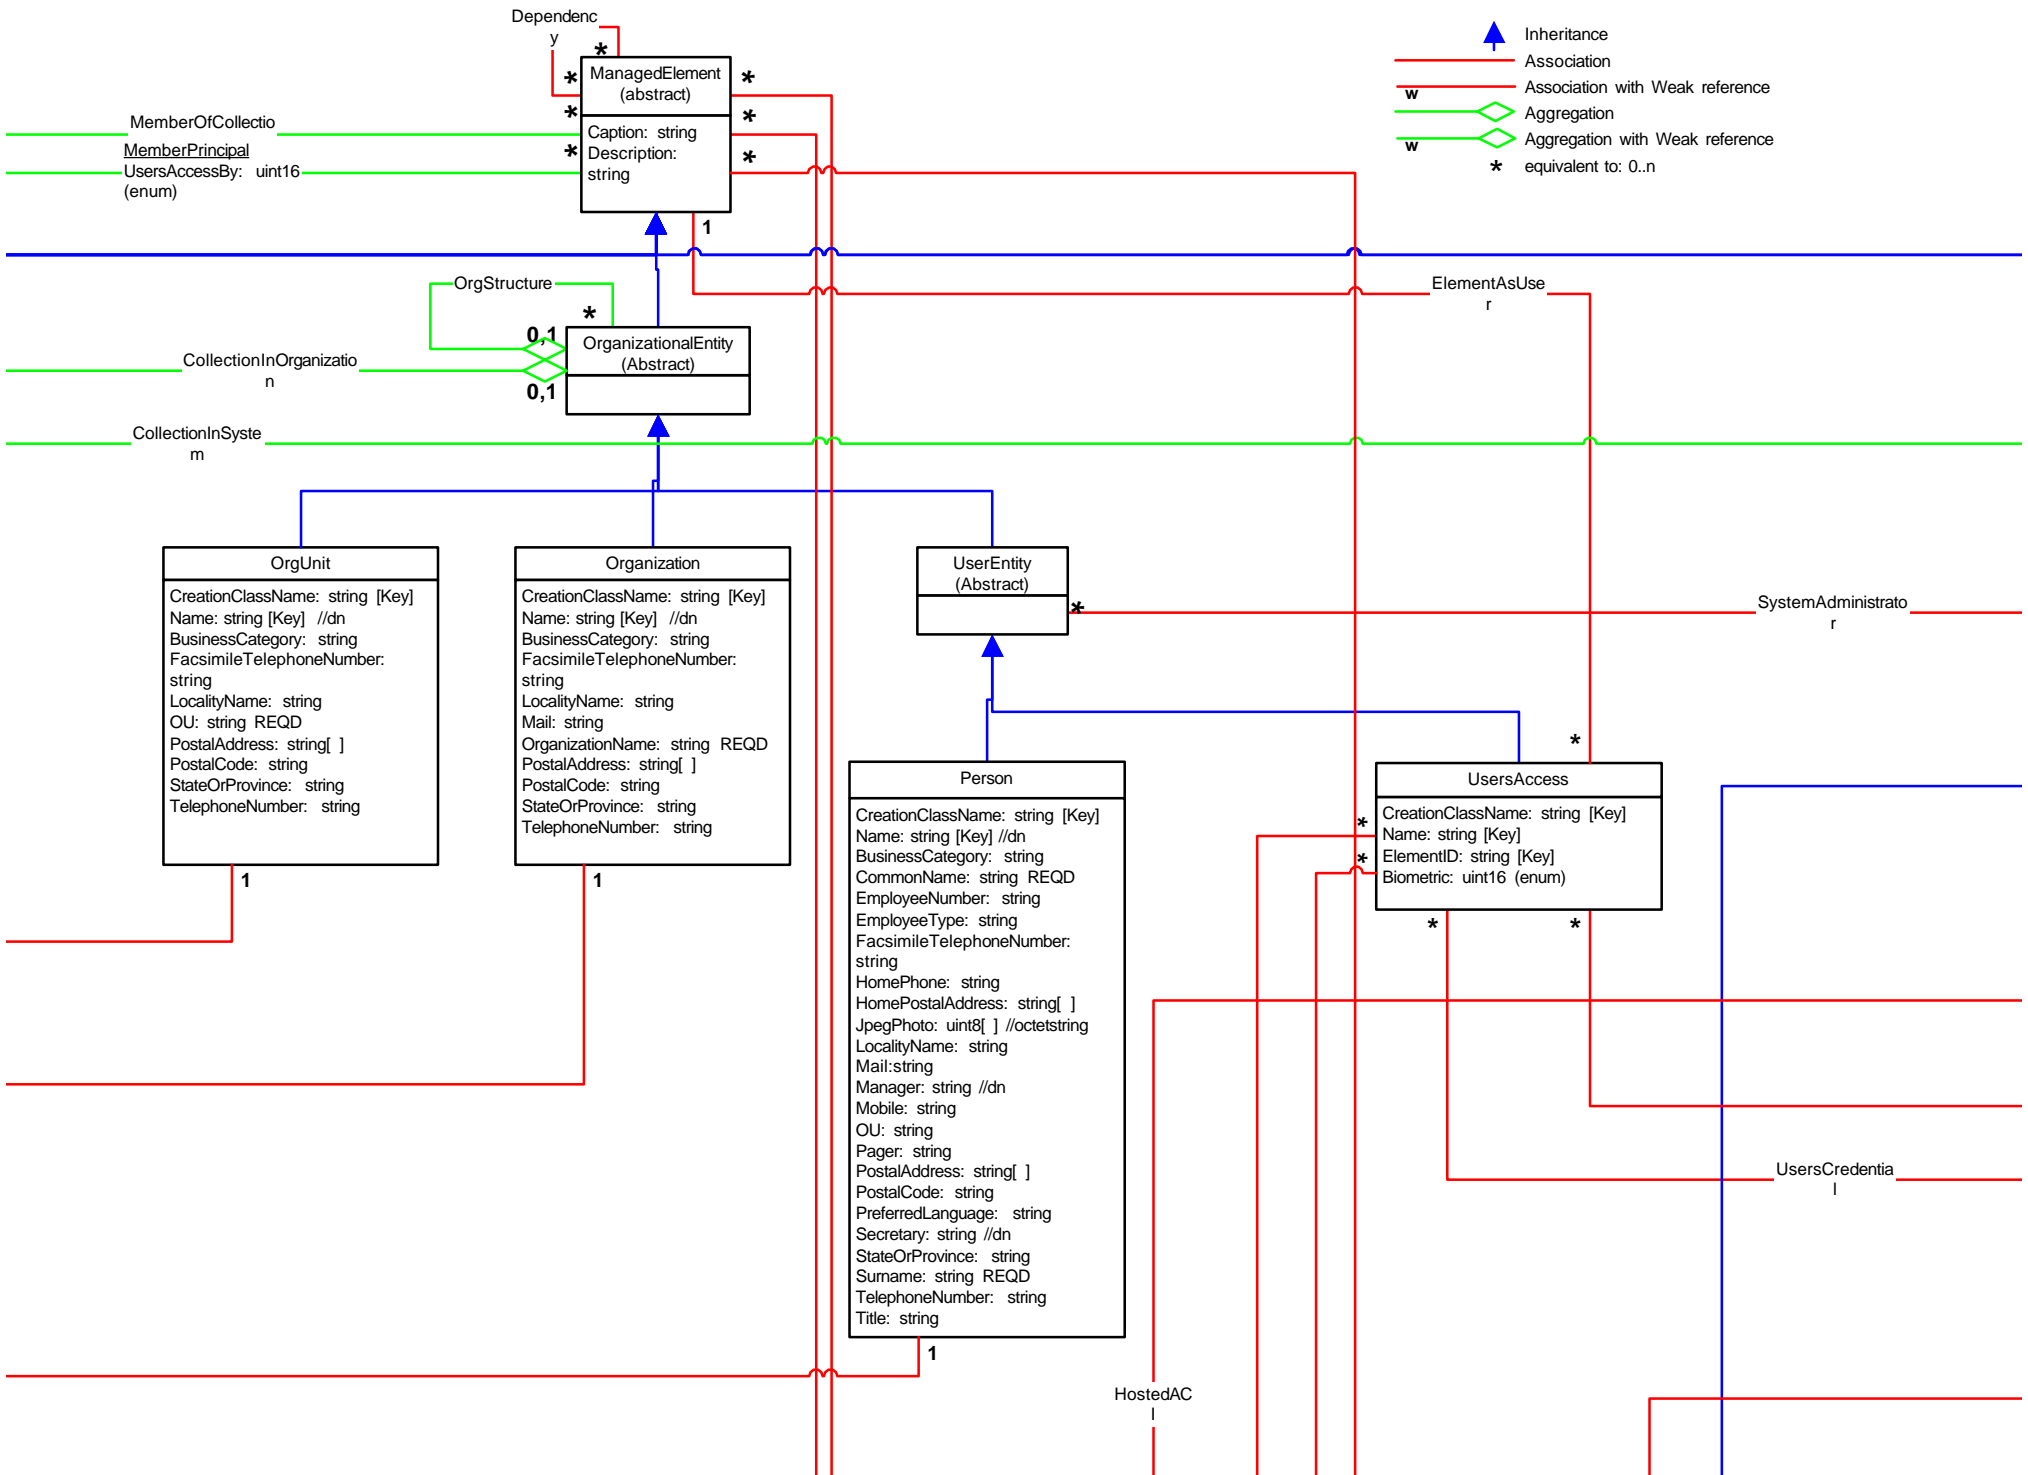 Dependenc
y
*
*
ManagedElement
(abstract)
*
*
Caption: string
Description:
string
*
*
*
1
MemberOfCollectio
MemberPrincipal
UsersAccessBy: uint16
(enum)
Inheritance
Association
w
Association with Weak reference
Aggregation
w
Aggregation with Weak reference
*
equivalent to: 0..n
OrgStructure
*
0,1
OrganizationalEntity
(Abstract)
0,1
CollectionInOrganizatio
n
ElementAsUse
r
CollectionInSyste
m
OrgUnit
CreationClassName: string [Key]
Name: string [Key] //dn
BusinessCategory: string
FacsimileTelephoneNumber:
string
LocalityName: string
OU: string REQD
PostalAddress: string[ ]
PostalCode: string
StateOrProvince: string
TelephoneNumber: string
1
Organization
CreationClassName: string [Key]
Name: string [Key] //dn
BusinessCategory: string
FacsimileTelephoneNumber:
string
LocalityName: string
Mail: string
OrganizationName: string REQD
PostalAddress: string[ ]
PostalCode: string
StateOrProvince: string
TelephoneNumber: string
1
UserEntity
(Abstract)
*
SystemAdministrato
r
Person
CreationClassName: string [Key]
Name: string [Key] //dn
BusinessCategory: string
CommonName: string REQD
EmployeeNumber: string
EmployeeType: string
FacsimileTelephoneNumber:
string
HomePhone: string
HomePostalAddress: string[ ]
JpegPhoto: uint8[ ] //octetstring
LocalityName: string
Mail:string
Manager: string //dn
Mobile: string
OU: string
Pager: string
PostalAddress: string[ ]
PostalCode: string
PreferredLanguage: string
Secretary: string //dn
StateOrProvince: string
Surname: string REQD
TelephoneNumber: string
Title: string
1
*
UsersAccess
CreationClassName: string [Key]
Name: string [Key]
ElementID: string [Key]
Biometric: uint16 (enum)
*
*
*
*
UsersCredentia
l
HostedAC
l